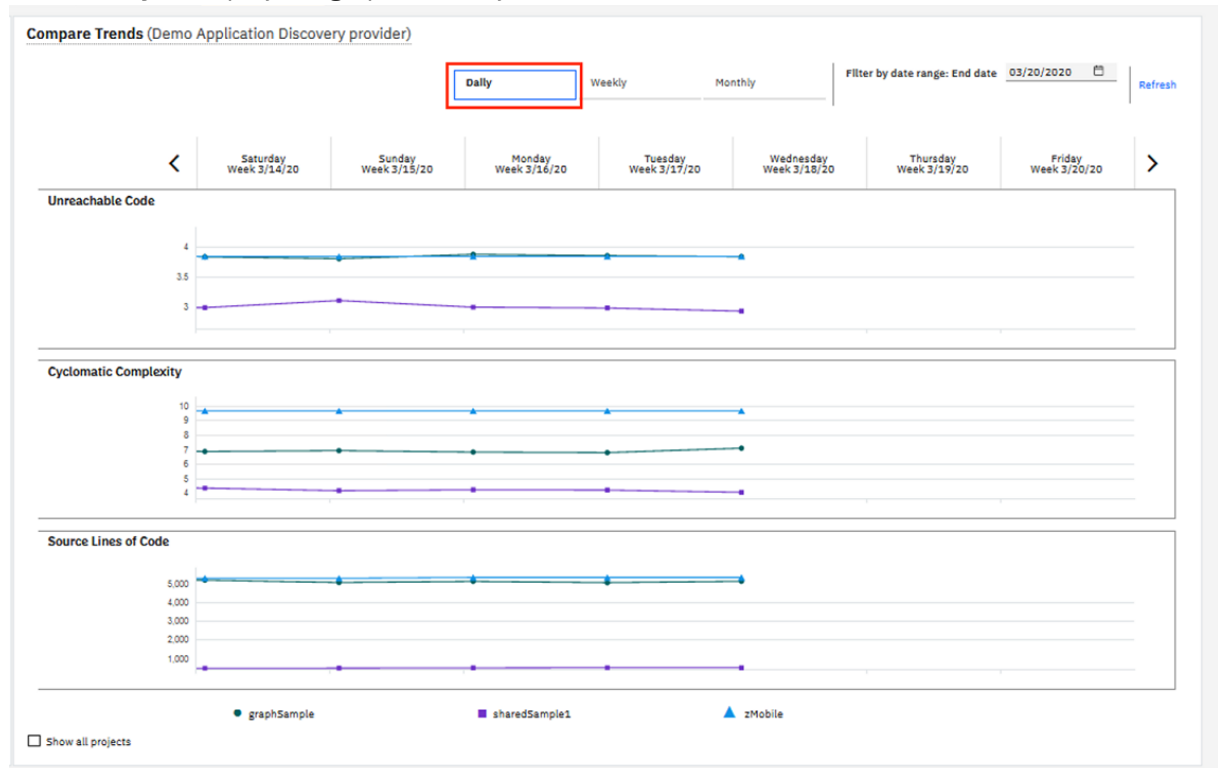 Compare Trends (Demo Application Discovery provider)
Daily Weekly Monthly Filter by date range: End date 03/20/2020 Refresh
Saturday Sunday Monday Tuesday Wednesday Thursday Friday
Week 3/14/20 Week 3/15/20 Week 3/16/20 Week 3/17/20 Week 3/18/20 Week 3/19/20 Week 3/20/20
Unreachable Code
4
3.5
3
Cyclomatic Complexity
10
9
8
7
6
5
4
Source Lines of Code
5,000
4,000
3,000
2,000
1,000
graphSample sharedSample1 zMobile
Show all projects